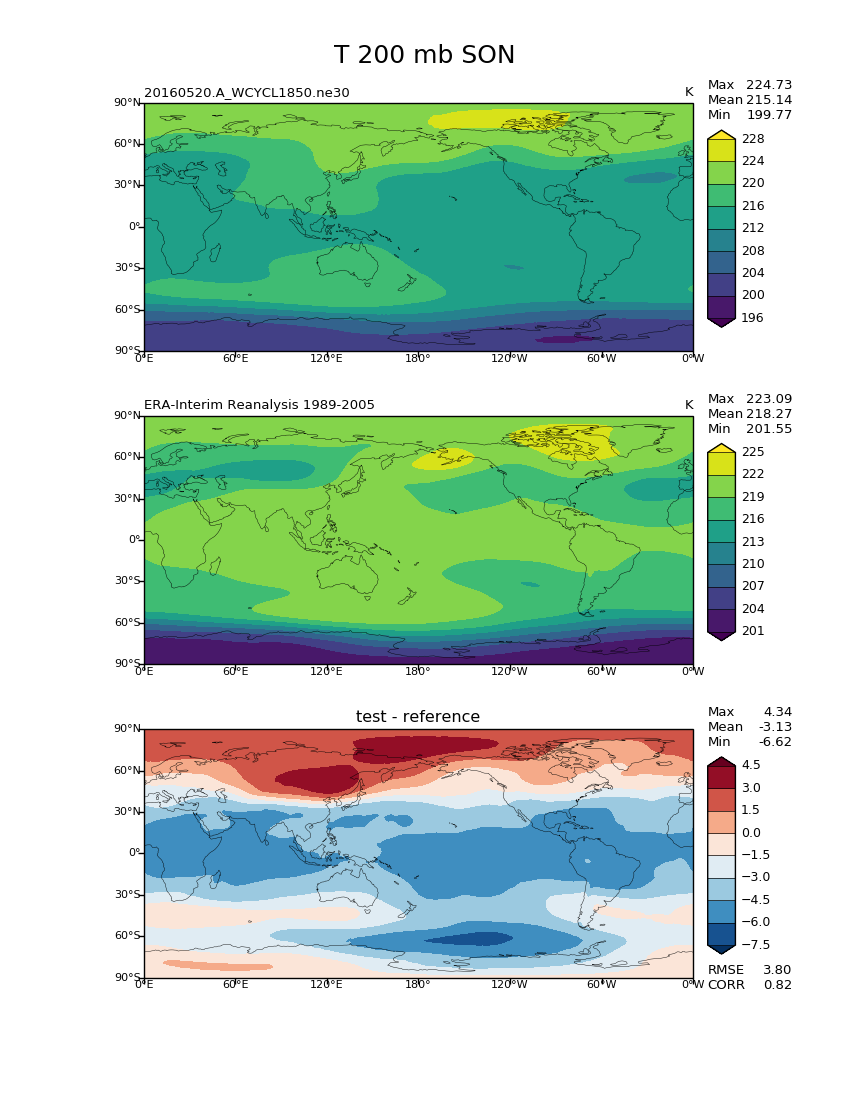 T 200 mb SON
20160520.A_WCYCL1850.ne30
K
Max 224.73
Mean 215.14
Min 199.77
90°N
60°N
30°N
0°
30°S
60°S
90°S
0°E 60°E 120°E 180° 120°W 60°W 0°W
228
224
220
216
212
208
204
200
196
ERA-Interim Reanalysis 1989-2005
K
Max 223.09
Mean 218.27
Min 201.55
90°N
60°N
30°N
0°
30°S
60°S
90°S
0°E 60°E 120°E 180° 120°W 60°W 0°W
225
222
219
216
213
210
207
204
201
test - reference
Max 4.34
Mean -3.13
Min -6.62
90°N
60°N
30°N
0°
30°S
60°S
90°S
0°E 60°E 120°E 180° 120°W 60°W 0°W
4.5
3.0
1.5
0.0
−1.5
−3.0
−4.5
−6.0
−7.5
RMSE 3.80
CORR 0.82